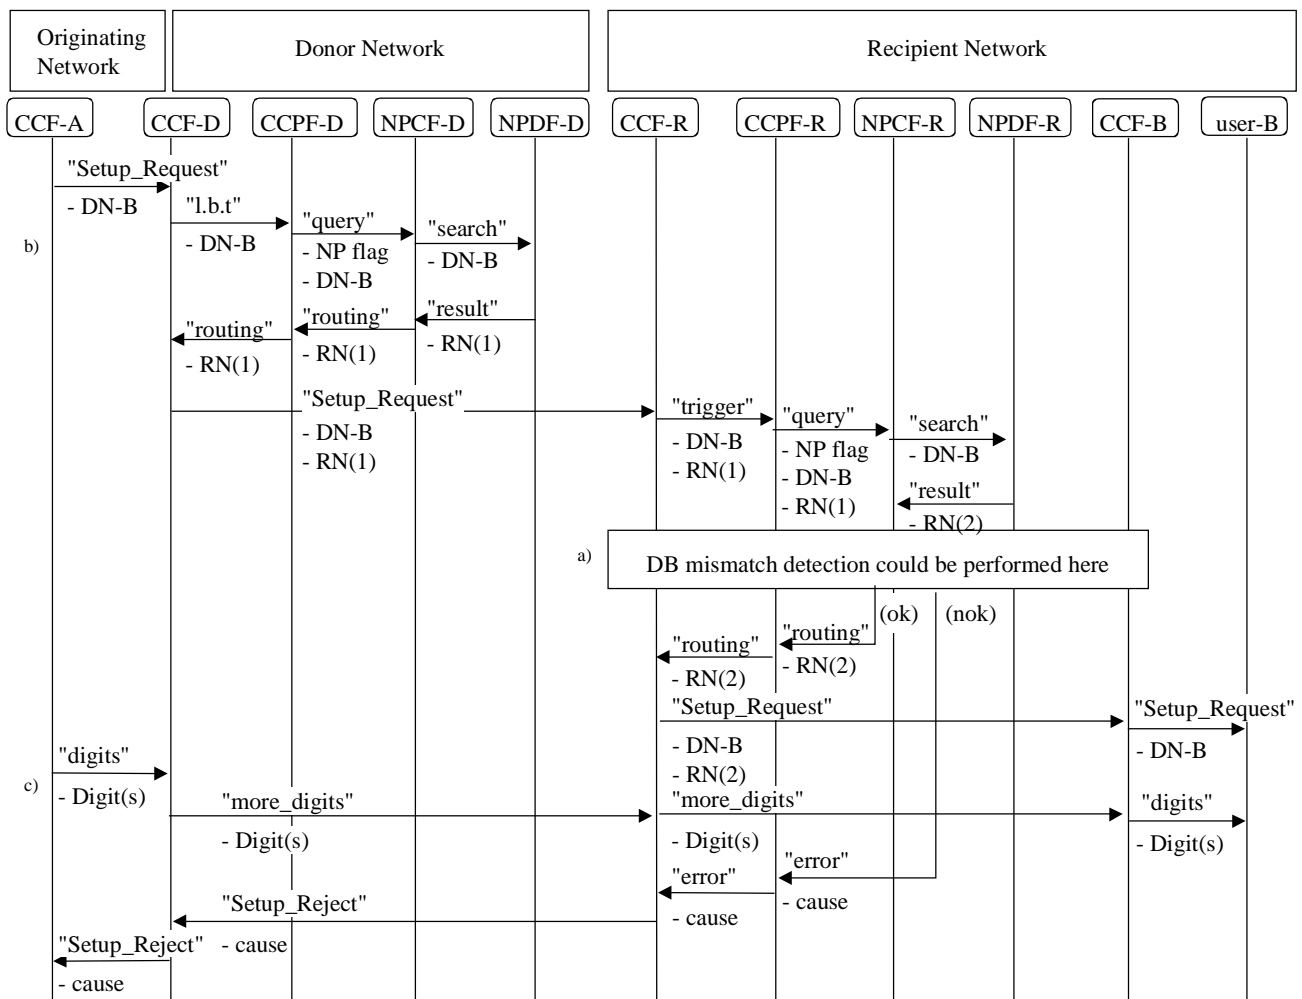 Originating
Network
Donor Network
Recipient Network
CCF-A
CCF-D
CCPF-D
NPCF-D
NPDF-D
CCF-R
CCPF-R
NPCF-R
NPDF-R
CCF-B
user-B
"Setup_Request"
- DN-B
"l.b.t"
- DN-B
"query"
- NP flag
- DN-B
"search"
- DN-B
b)
"result"
- RN(1)
"routing"
- RN(1)
"routing"
- RN(1)
"Setup_Request"
- DN-B
- RN(1)
"trigger"
- DN-B
- RN(1)
"query"
- NP flag
- DN-B
- RN(1)
"search"
- DN-B
"result"
- RN(2)
a)
DB mismatch detection could be performed here
(ok)
(nok)
"routing"
- RN(2)
"routing"
- RN(2)
"Setup_Request"
- DN-B
- RN(2)
"Setup_Request"
- DN-B
"digits"
c)
- Digit(s)
"more_digits"
- Digit(s)
"more_digits"
- Digit(s)
"digits"
- Digit(s)
"error"
- cause
"error"
- cause
"Setup_Reject"
- cause
"Setup_Reject"
- cause